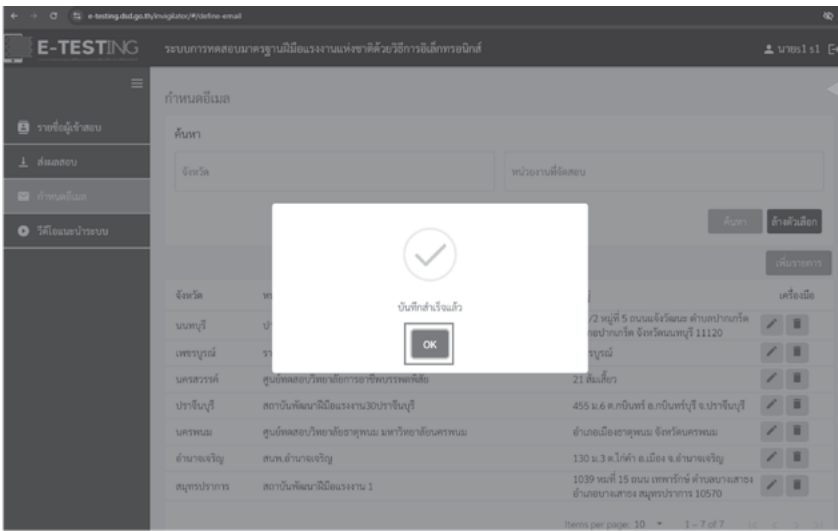 e-testing.dsd.go.th/invigilator/#/define-email
E-TESTING
ระบบการทดสอบมาตรฐานฝีมือแรงงานแห่งชาติด้วยวิธีการอิเล็กทรอนิกส์
นายs1 s1
กำหนดอีเมล
รายชื่อผู้เข้าสอบ
ส่งผลสอบ
กำหนดอีเมล
วีดีโอแนะนำระบบ
ค้นหา
จังหวัด
หน่วยงานที่จัดสอบ
ค้นหา
ล้างตัวเลือก
เพิ่มรายการ
บันทึกสำเร็จแล้ว
OK
จังหวัด
เครื่องมือ
นนทบุรี
/2 หมู่ที่ 5 ถนนแจ้งวัฒนะ ตำบลปากเกร็ด
ปากเกร็ด จังหวัดนนทบุรี 11120
เพชรบูรณ์
นครสวรรค์ ศูนย์ทดสอบวิทยาลัยการอาชีพบรรพตพิสัย 21 ส้มเสี้ยว
ปราจีนบุรี สถาบันพัฒนาฝีมือแรงงาน30ปราจีนบุรี 455 ม.6 ต.กบินทร์ อ.กบินทร์บุรี จ.ปราจีนบุรี
นครพนม ศูนย์ทดสอบวิทยาลัยธาตุพนม มหาวิทยาลัยนครพนม อำเภอเมืองธาตุพนม จังหวัดนครพนม
อำนาจเจริญ สนพ.อำนาจเจริญ 130 ม.3 ต.ไก่คำ อ.เมือง จ.อำนาจเจริญ
สมุทรปราการ สถาบันพัฒนาฝีมือแรงงาน 1 1039 หมที่ 15 ถนน เทพารักษ์ ตำบลบางเสาธง
อำเภอบางเสาธง สมุทรปราการ 10570
Items per page: 10 1 – 7 of 7